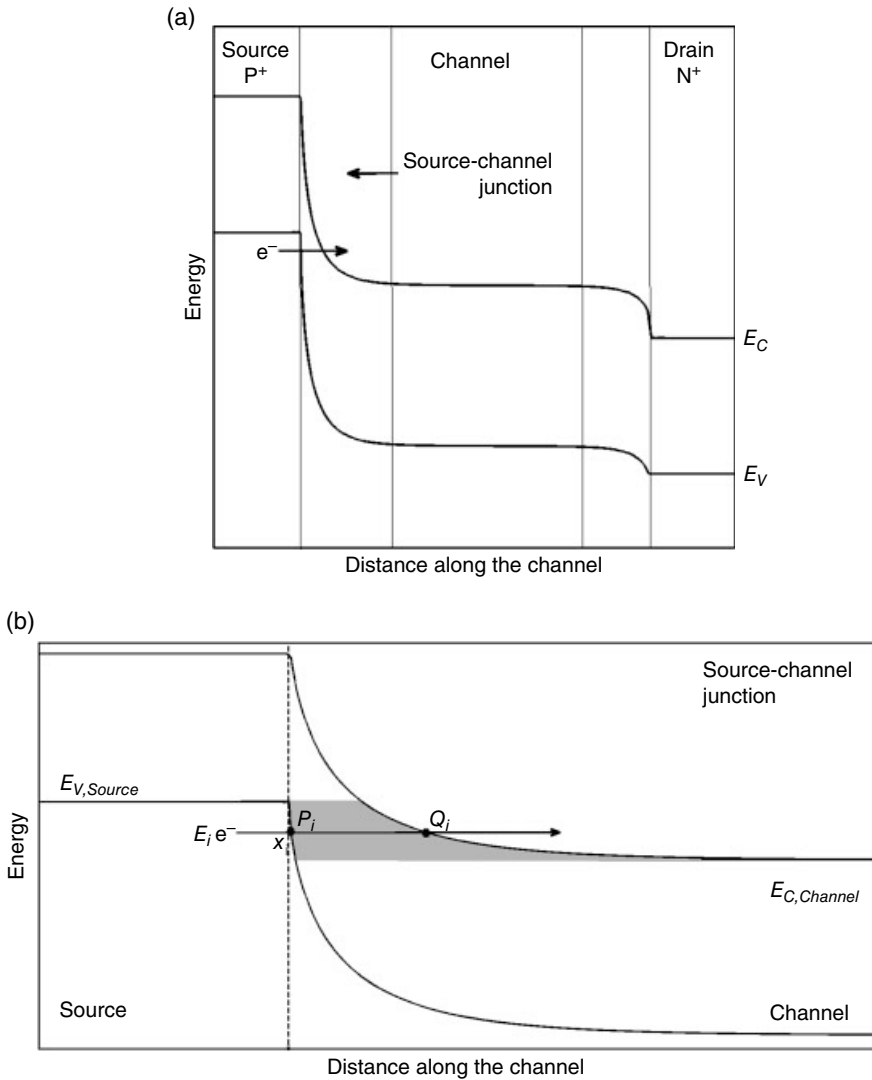 (a)
Source
P+
Channel
Drain
N+
Source-channel
junction
e–
Energy
EC
EV
Distance along the channel
(b)
Source-channel
junction
EV,Source
Pi
Qi
Ei e–
xi
Energy
EC,Channel
Source
Channel
Distance along the channel